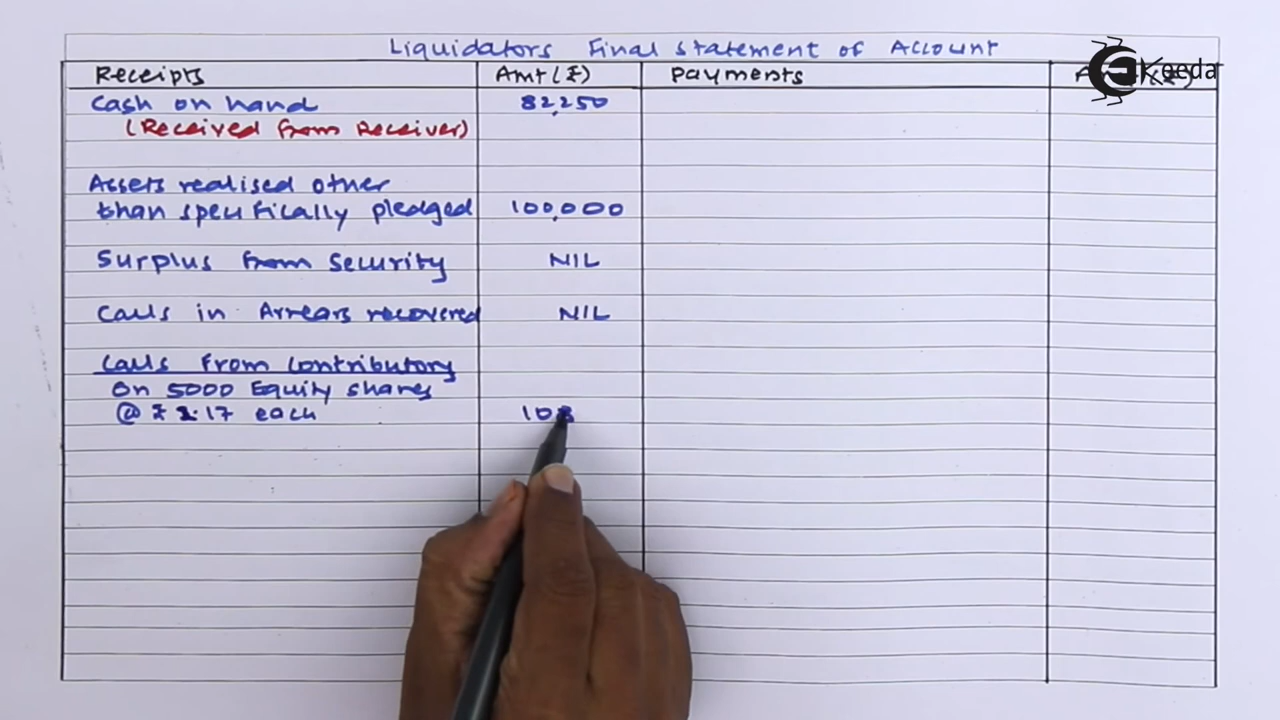 Liquidators Final Statement of Account
Receipts Amt (₹) Payments
Cash on hand 82,250
(Received from Receiver)
Assets realised other
than specifically pledged 100,000
Surplus from Security NIL
Calls in Arrears recovered NIL
Calls From Contributory
On 5000 Equity shares
@ ₹ 2.17 each 108
Ekeeda